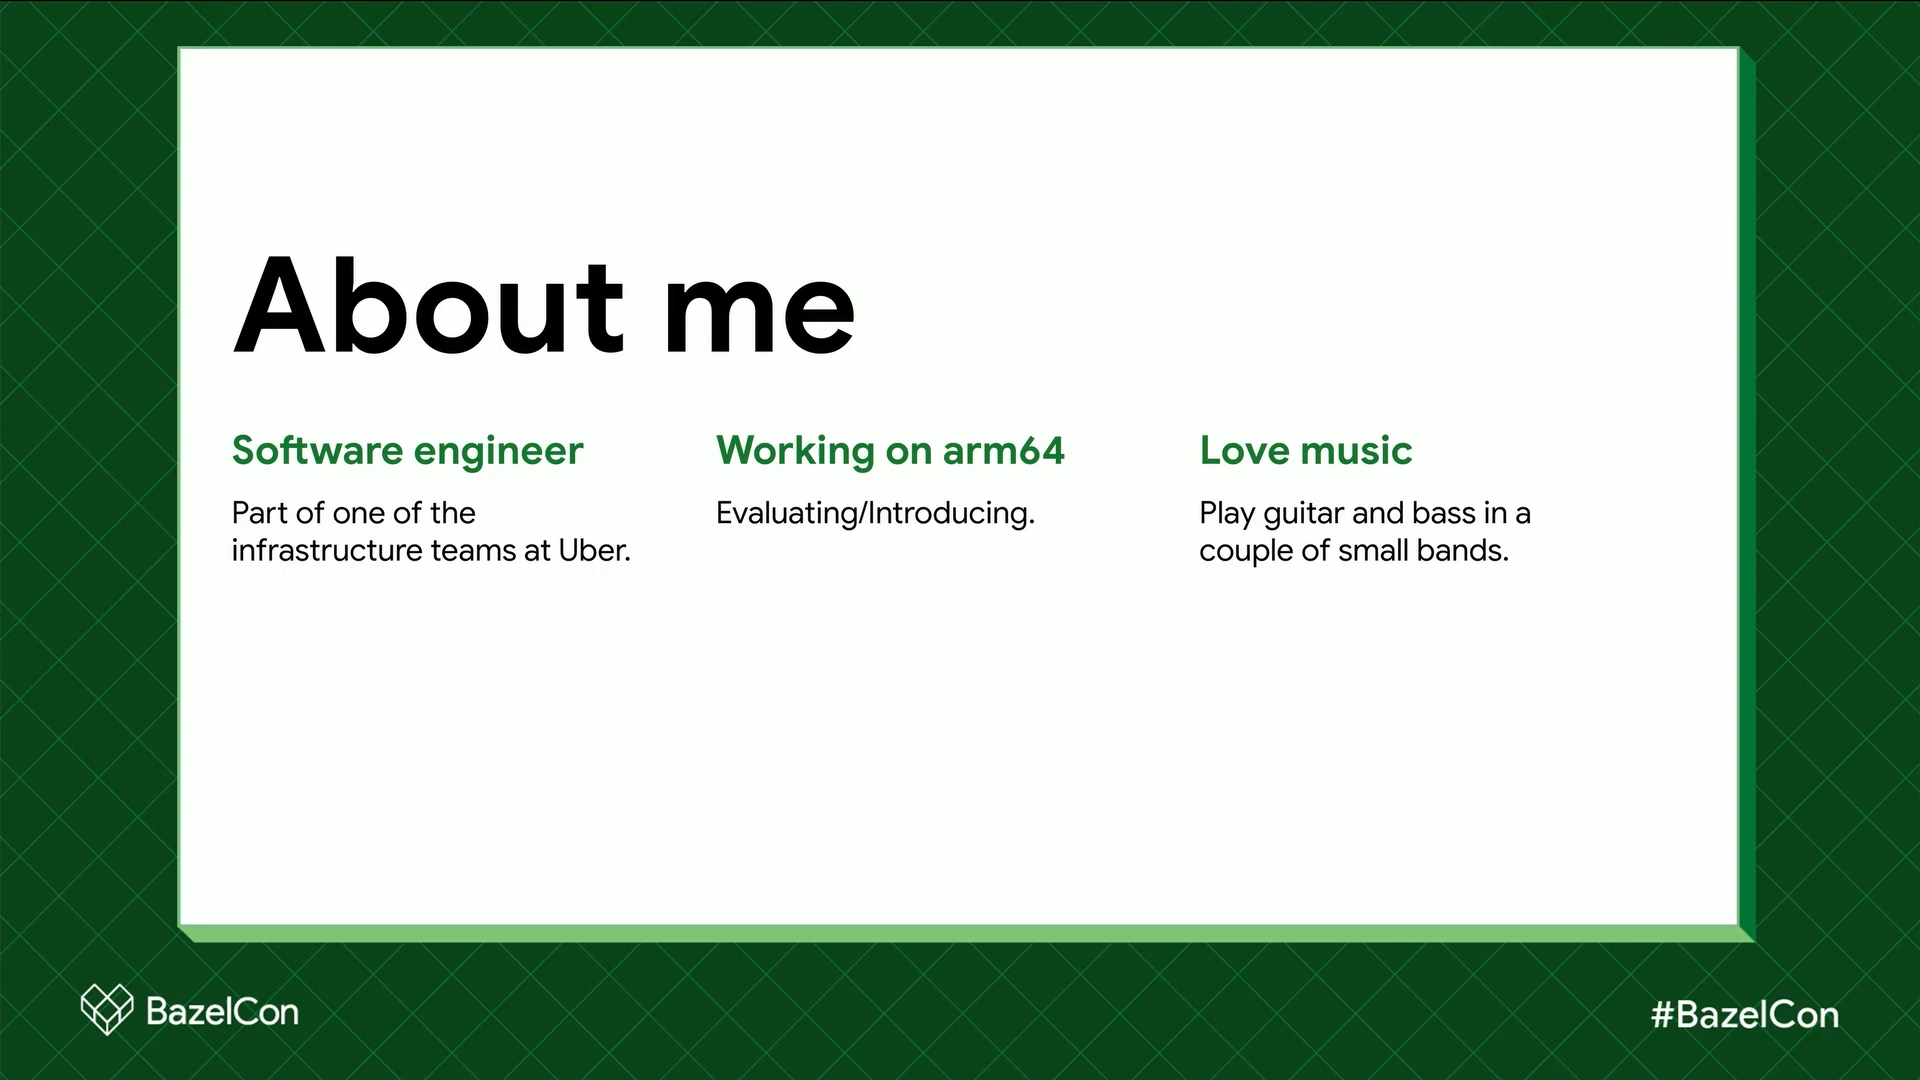 About me
Software engineer
Part of one of the
infrastructure teams at Uber.
Working on arm64
Evaluating/Introducing.
Love music
Play guitar and bass in a
couple of small bands.
BazelCon
#BazelCon